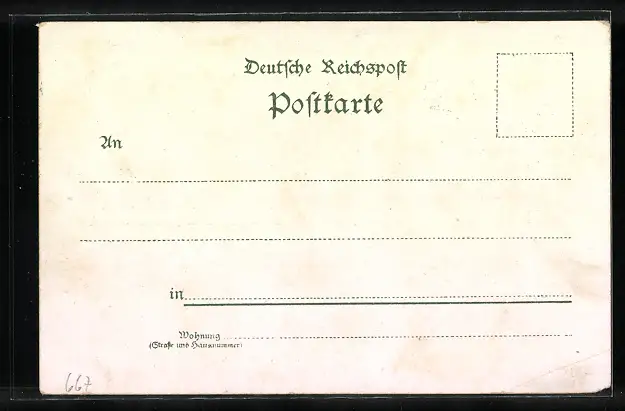 Deutsche Reichspost
Postkarte
An
in
Wohnung
(Straße und Hausnummer)
667